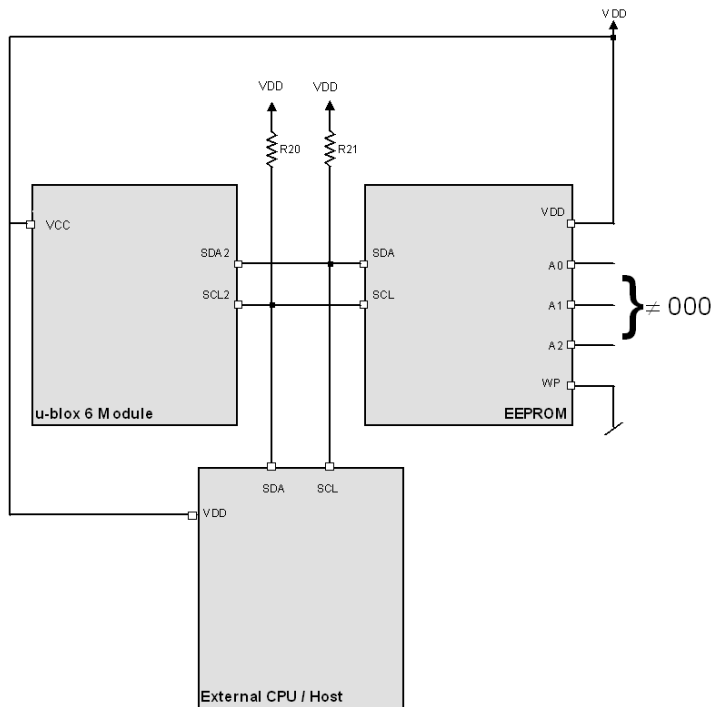 VDD
VDD VDD
R20 R21
VCC
VDD
SDA2 SDA
A0
SCL2 SCL
A1
≠ 000
A2
WP
u-blox 6 Module
EEPROM
SDA SCL
VDD
External CPU / Host